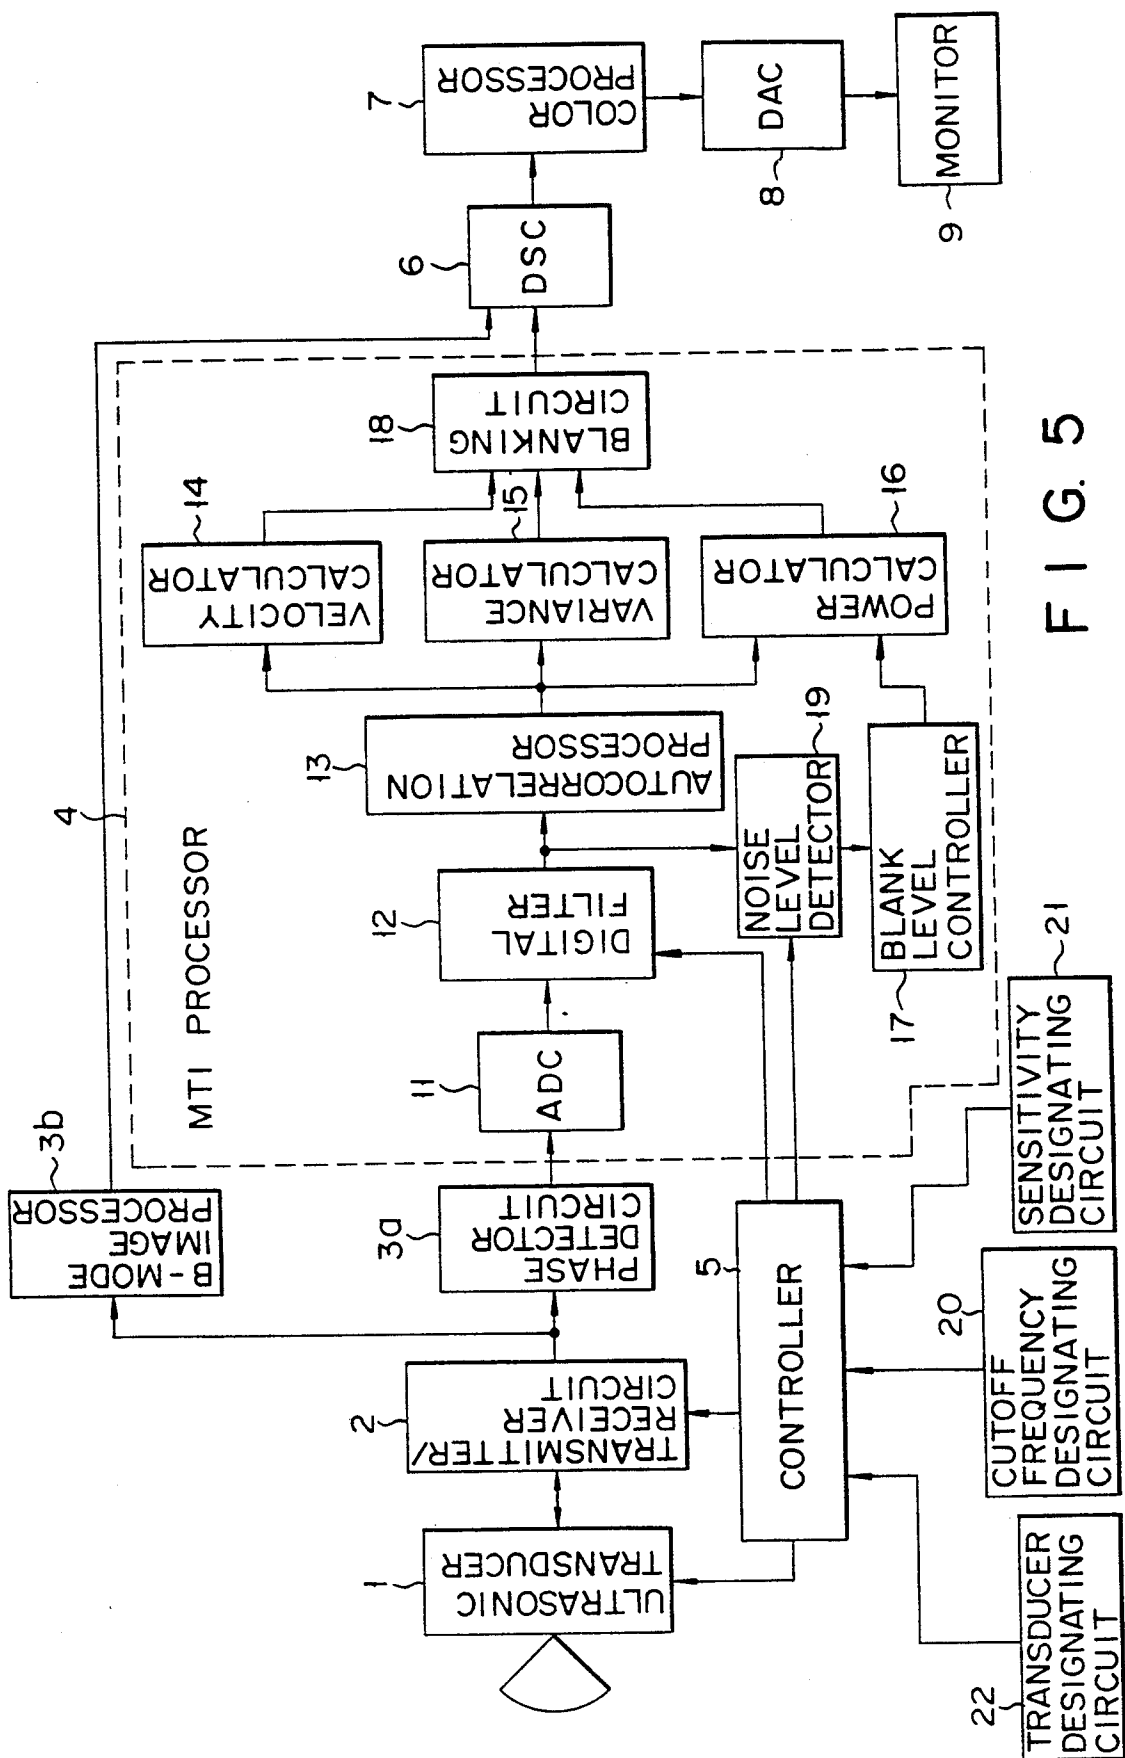 1
ULTRASONIC
TRANSDUCER
2
TRANSMITTER/
RECEIVER
CIRCUIT
3a
PHASE
DETECTOR
CIRCUIT
3b
B-MODE
IMAGE
PROCESSOR
4
MTI PROCESSOR
11
ADC
12
DIGITAL
FILTER
13
AUTOCORRELATION
PROCESSOR
14
VELOCITY
CALCULATOR
15
VARIANCE
CALCULATOR
16
POWER
CALCULATOR
18
BLANKING
CIRCUIT
NOISE
LEVEL
DETECTOR
19
BLANK
LEVEL
CONTROLLER
17
6
DSC
7
COLOR
PROCESSOR
8
DAC
9
MONITOR
5
CONTROLLER
22
TRANSDUCER
DESIGNATING
CIRCUIT
20
CUTOFF
FREQUENCY
DESIGNATING
CIRCUIT
21
SENSITIVITY
DESIGNATING
CIRCUIT
FIG. 5